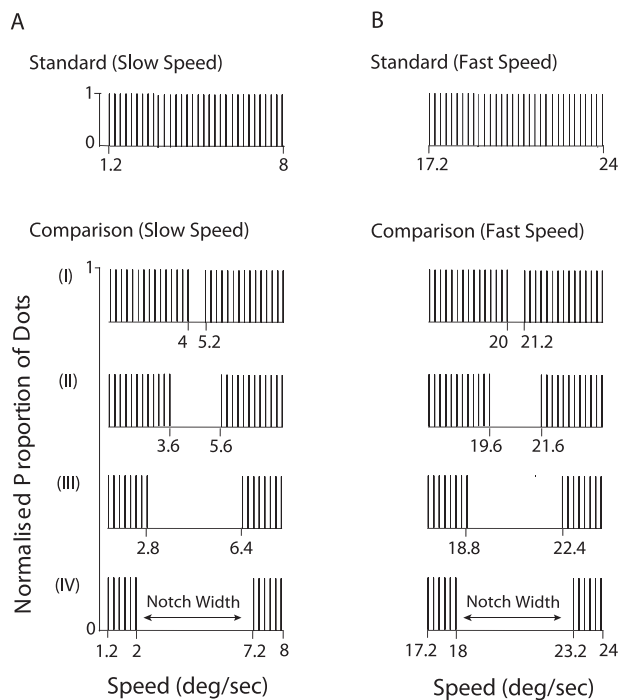 A
Standard (Slow Speed)
1
0
1.2 8
Comparison (Slow Speed)
Normalised Proportion of Dots
1
(I)
4 5.2
(II)
3.6 5.6
(III)
2.8 6.4
(IV)
Notch Width
0
1.2 2 7.2 8
Speed (deg/sec)
B
Standard (Fast Speed)
17.2 24
Comparison (Fast Speed)
20 21.2
19.6 21.6
18.8 22.4
Notch Width
17.2 18 23.2 24
Speed (deg/sec)